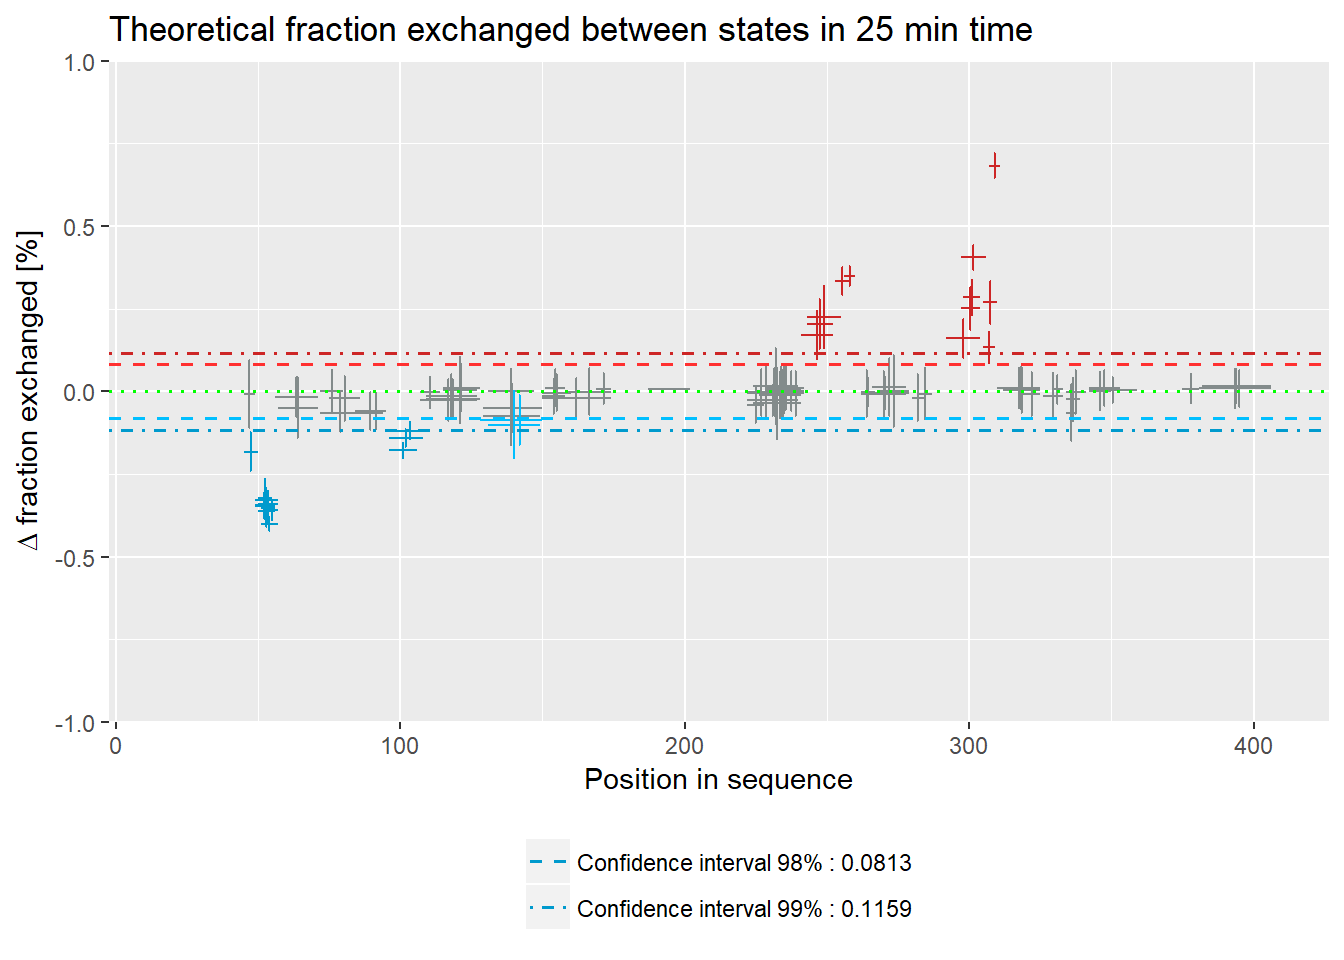 Theoretical fraction exchanged between states in 25 min time
1.0
0.5
0.0
-0.5
-1.0
Δ fraction exchanged [%]
0 100 200 300 400
Position in sequence
Confidence interval 98% : 0.0813
Confidence interval 99% : 0.1159